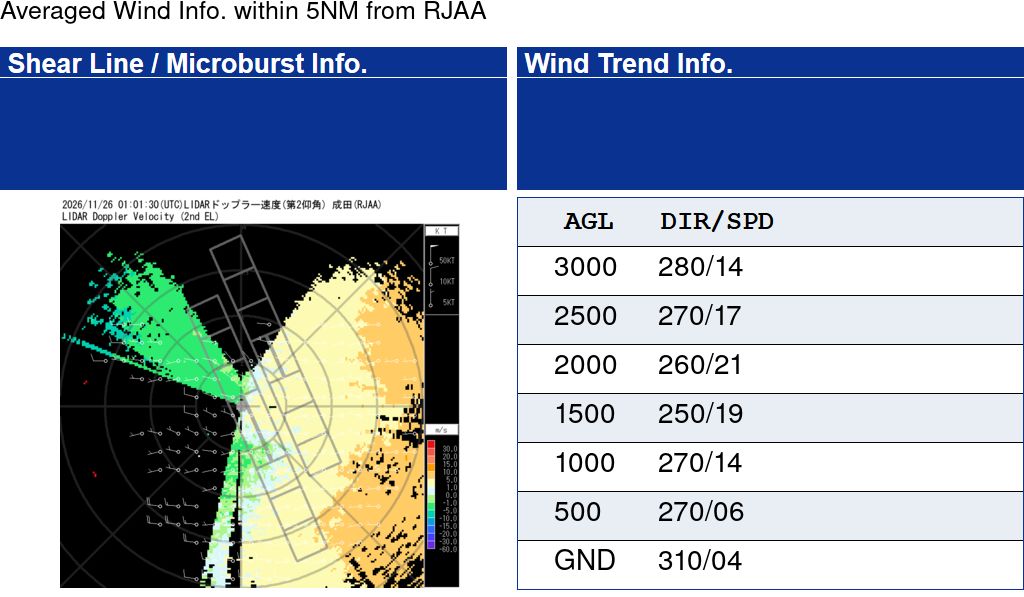 Averaged Wind Info. within 5NM from RJAA
Shear Line / Microburst Info.
Wind Trend Info.
2026/11/26 01:01:30(UTC)LIDARドップラー速度(第2仰角) 成田(RJAA)
LIDAR Doppler Velocity (2nd EL)
K T
50KT
10KT
5KT
m/s
30.0
20.0
15.0
10.0
5.0
1.0
0.0
-1.0
-5.0
-10.0
-15.0
-20.0
-30.0
-60.0
AGL DIR/SPD
3000 280/14
2500 270/17
2000 260/21
1500 250/19
1000 270/14
500 270/06
GND 310/04